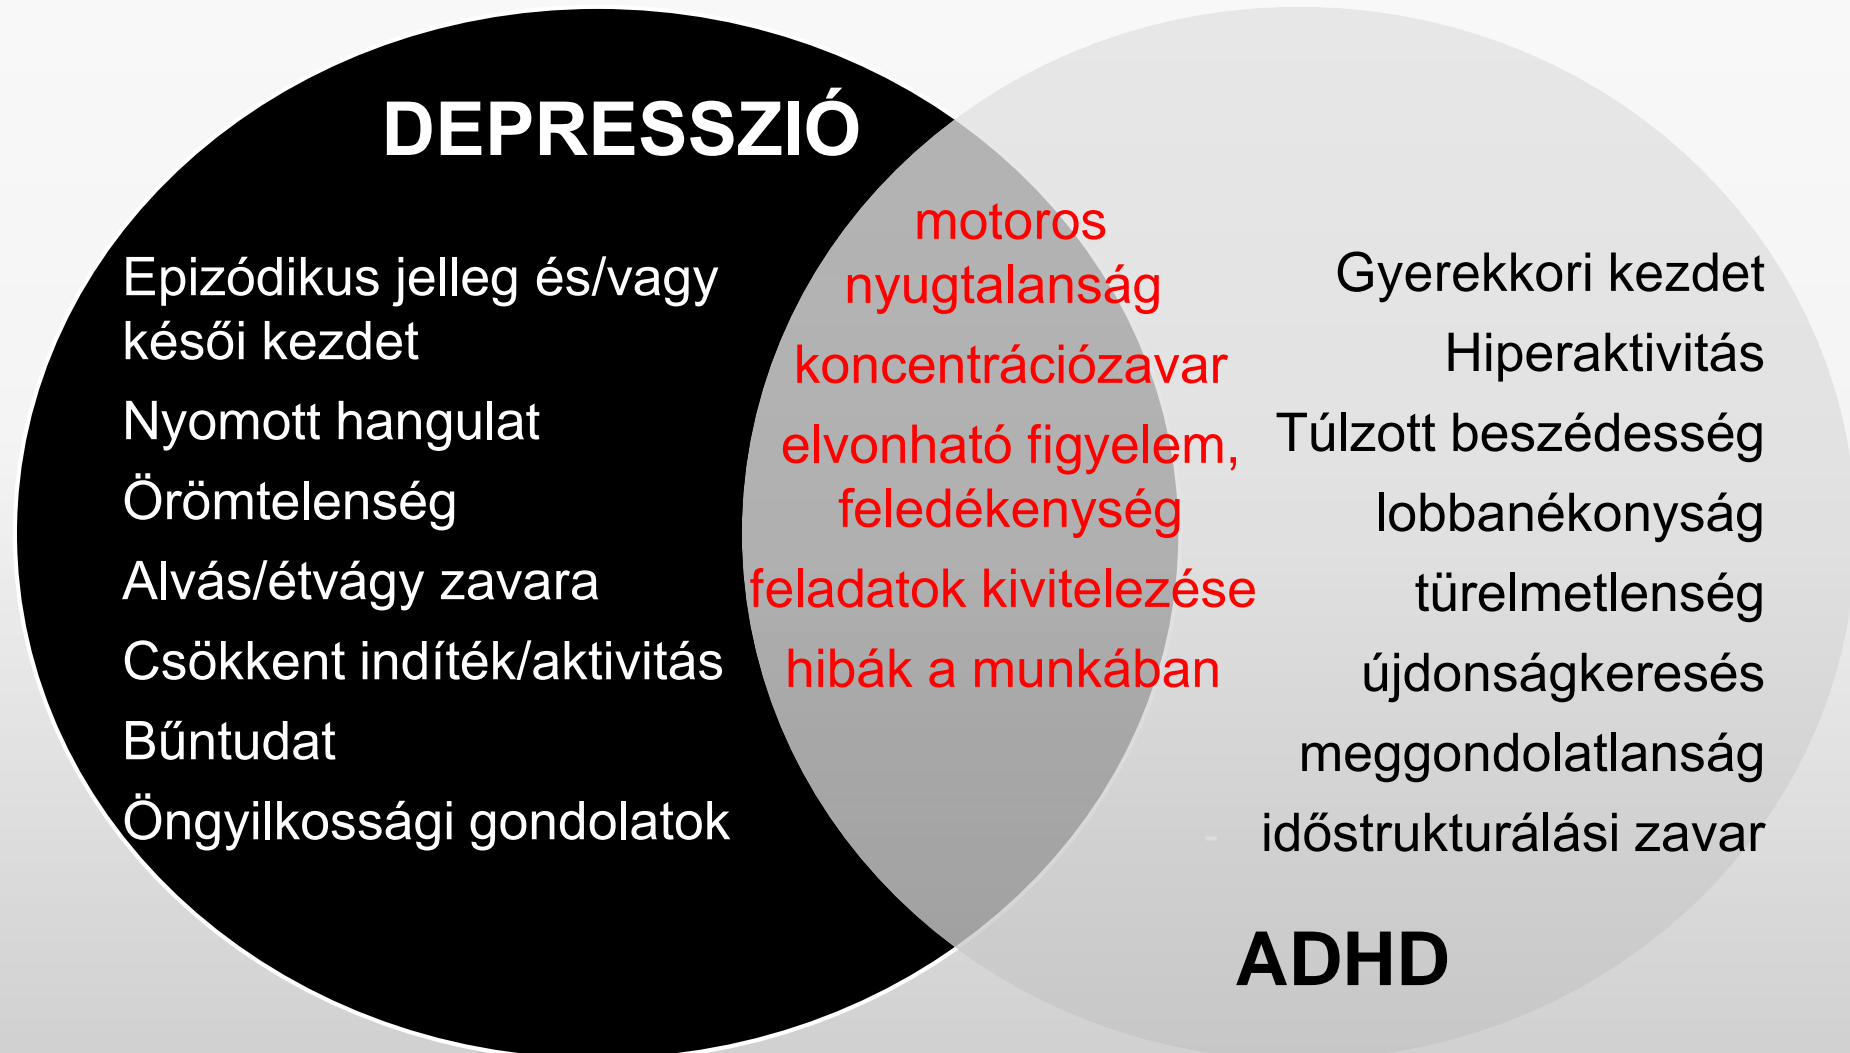 DEPRESSZIÓ
Epizódikus jelleg és/vagy
késői kezdet
Nyomott hangulat
Örömtelenség
Alvás/étvágy zavara
Csökkent indíték/aktivitás
Bűntudat
Öngyilkossági gondolatok
motoros
nyugtalanság
koncentrációzavar
elvonható figyelem,
feledékenység
feladatok kivitelezése
hibák a munkában
Gyerekkori kezdet
Hiperaktivitás
Túlzott beszédesség
lobbanékonyság
türelmetlenség
újdonságkeresés
meggondolatlanság
- időstrukturálási zavar
ADHD